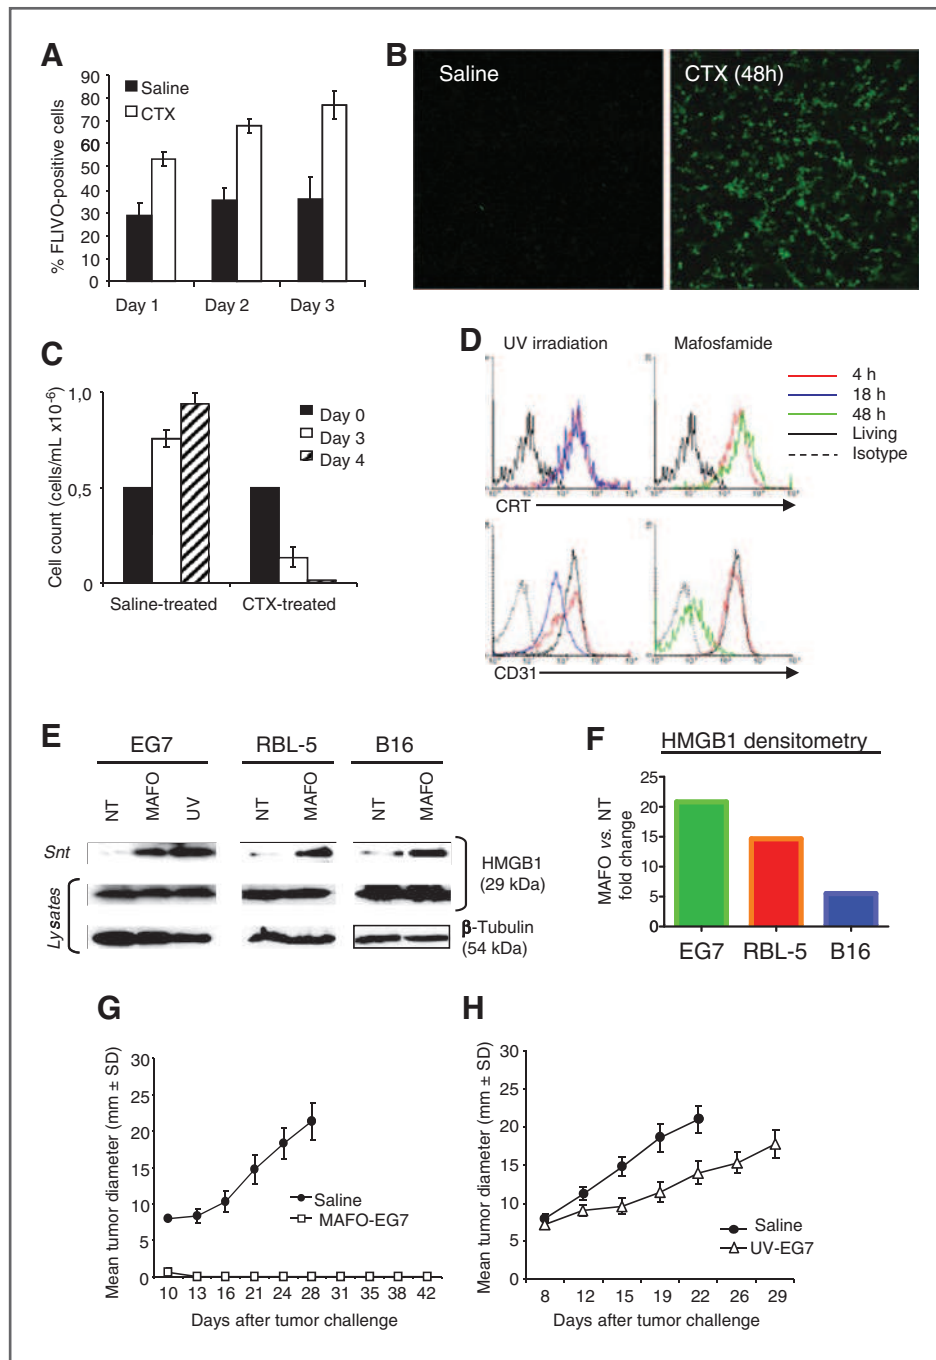 A
90
80
70
60
50
40
30
20
10
0
% FLIVO-positive cells
Saline
CTX
Day 1
Day 2
Day 3
B
Saline
CTX (48h)
C
1,0
0,5
0
Cell count (cells/mL x10-6)
Day 0
Day 3
Day 4
Saline-treated
CTX-treated
D
UV irradiation
Mafosfamide
4 h
18 h
48 h
Living
Isotype
CRT
CD31
E
EG7
RBL-5
B16
NT
MAFO
UV
NT
MAFO
NT
MAFO
Snt
Lysates
HMGB1
(29 kDa)
β-Tubulin
(54 kDa)
F
HMGB1 densitometry
MAFO vs. NT
fold change
25
20
15
10
5
0
EG7
RBL-5
B16
G
Mean tumor diameter (mm ± SD)
30
25
20
15
10
5
0
Saline
MAFO-EG7
10 13 16 21 24 28 31 35 38 42
Days after tumor challenge
H
Mean tumor diameter (mm ± SD)
30
25
20
15
10
5
0
Saline
UV-EG7
8 12 15 19 22 26 29
Days after tumor challenge